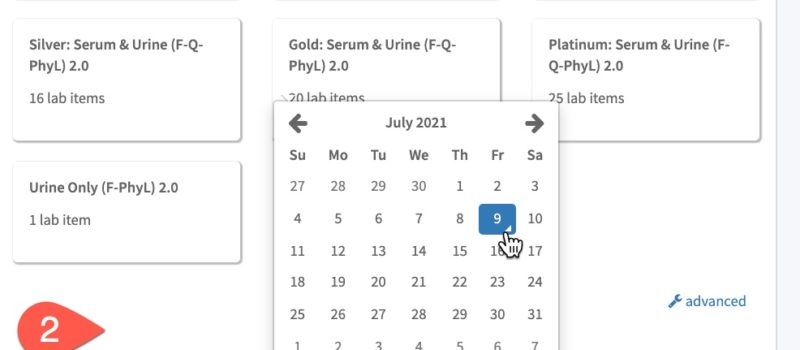 Silver: Serum & Urine (F-Q-
PhyL) 2.0
16 lab items
Gold: Serum & Urine (F-Q-
PhyL) 2.0
20 lab items
Platinum: Serum & Urine (F-
Q-PhyL) 2.0
25 lab items
Urine Only (F-PhyL) 2.0
1 lab item
July 2021
Su Mo Tu We Th Fr Sa
27 28 29 30 1 2 3
4 5 6 7 8 9 10
11 12 13 14 15 16 17
18 19 20 21 22 23 24
25 26 27 28 29 30 31
1 2 3 4 5 6 7
advanced
2